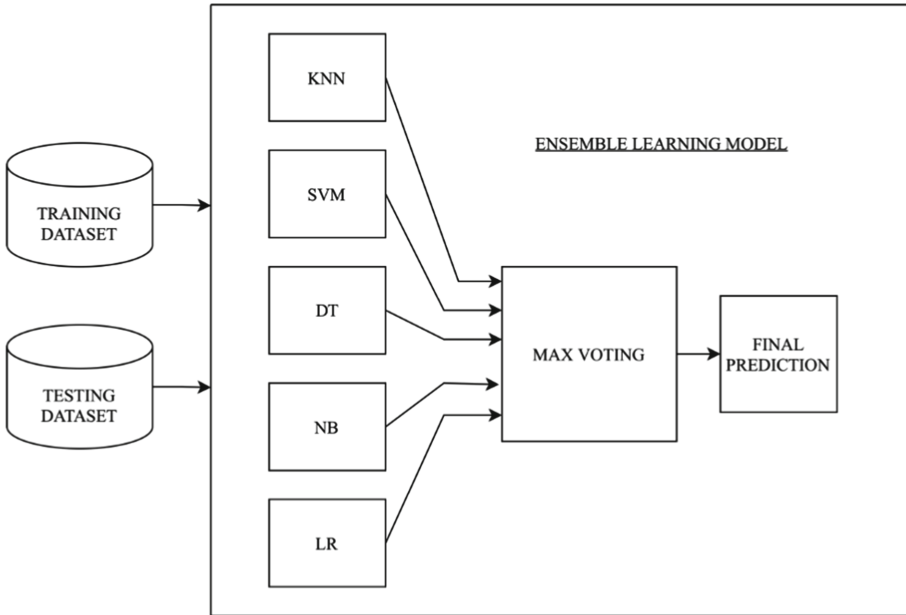 KNN
ENSEMBLE LEARNING MODEL
SVM
TRAINING
DATASET
DT
MAX VOTING
FINAL
PREDICTION
TESTING
DATASET
NB
LR